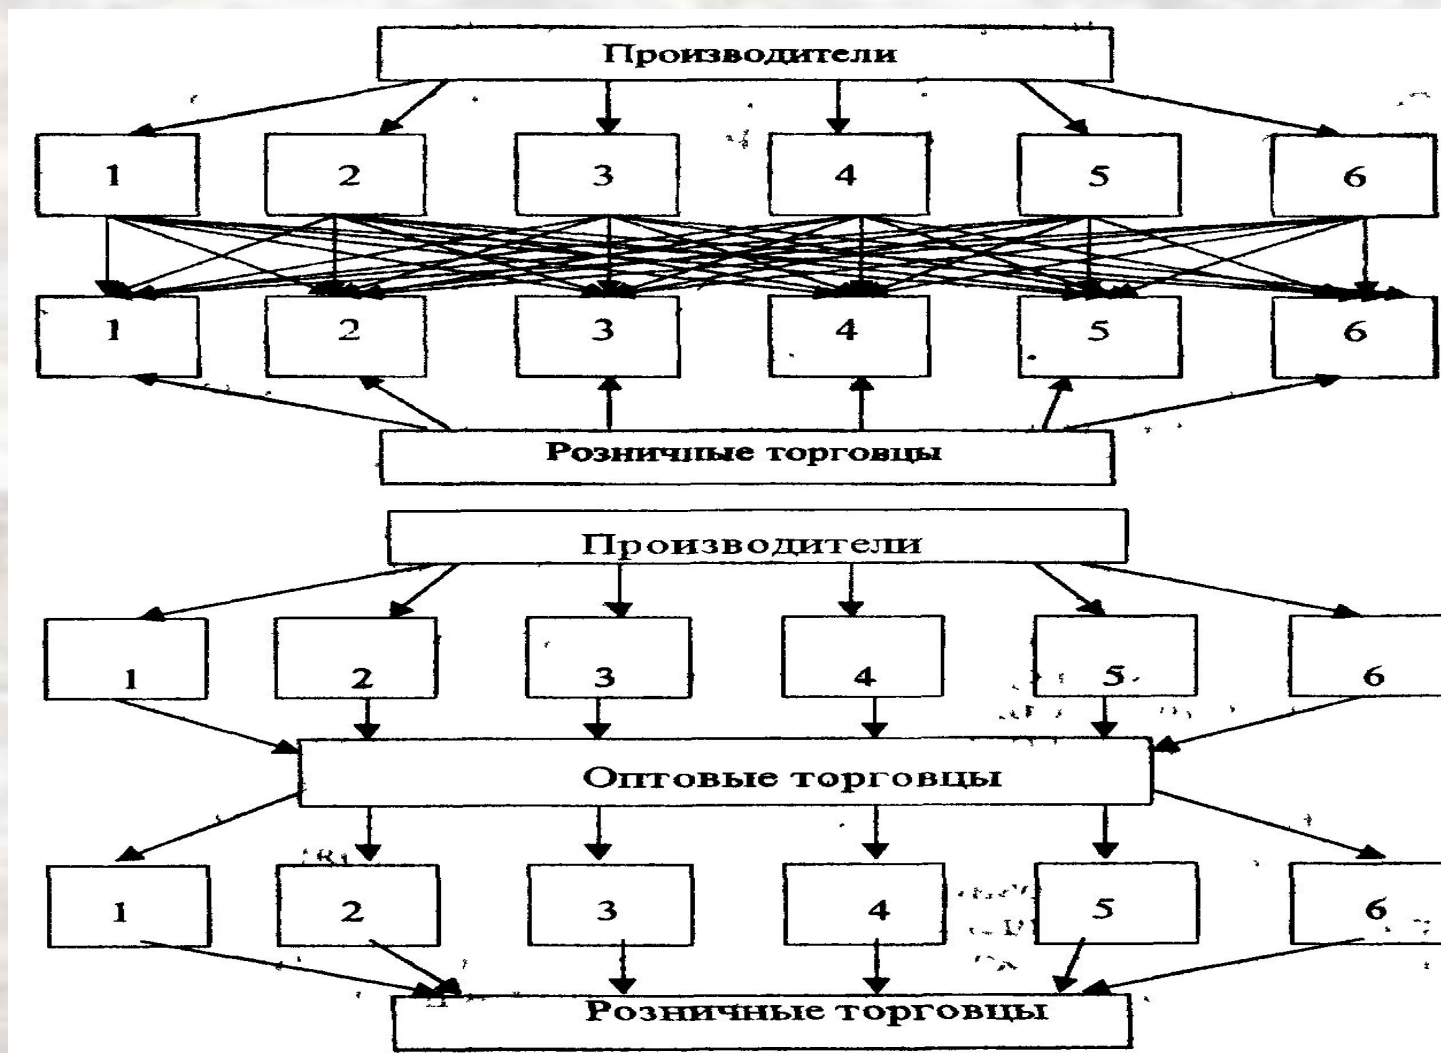 Производители
1 2 3 4 5 6
1 2 3 4 5 6
Розничные торговцы
Производители
1 2 3 4 5 6
Оптовые торговцы
1 2 3 4 5 6
Розничные торговцы